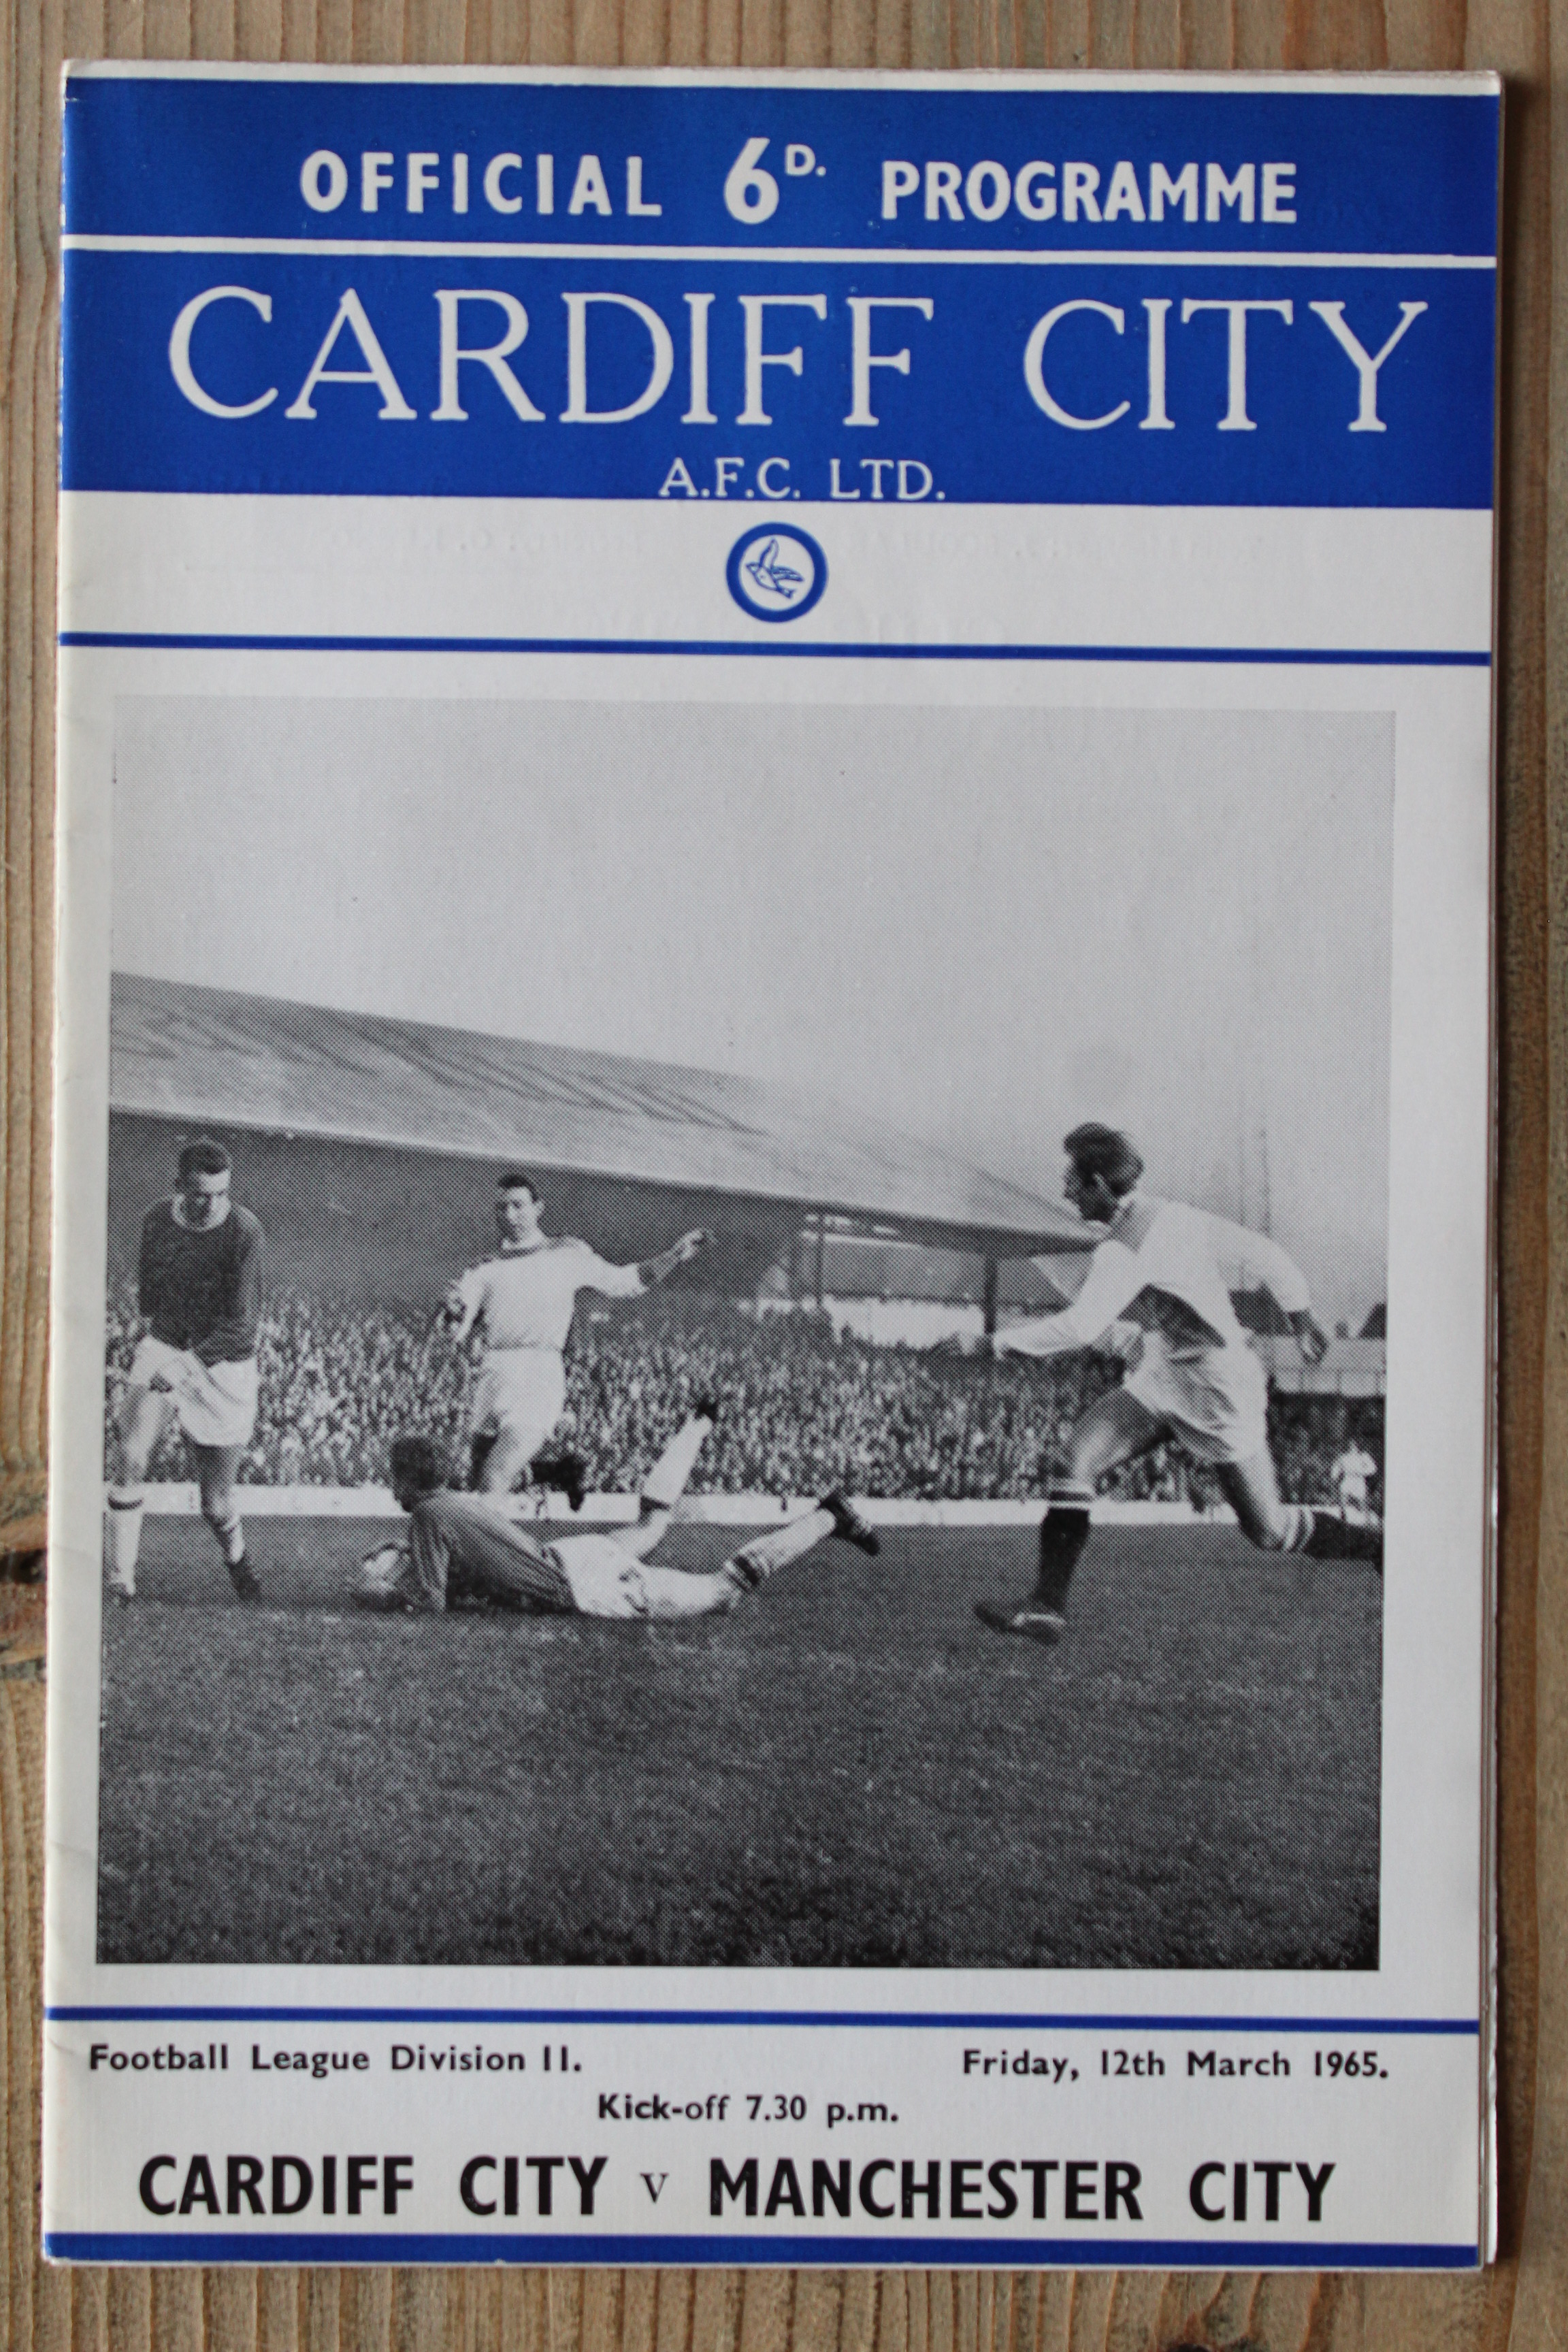 OFFICIAL 6D. PROGRAMME
CARDIFF CITY
A.F.C. LTD.
Football League Division II. Friday, 12th March 1965.
Kick-off 7.30 p.m.
CARDIFF CITY v MANCHESTER CITY